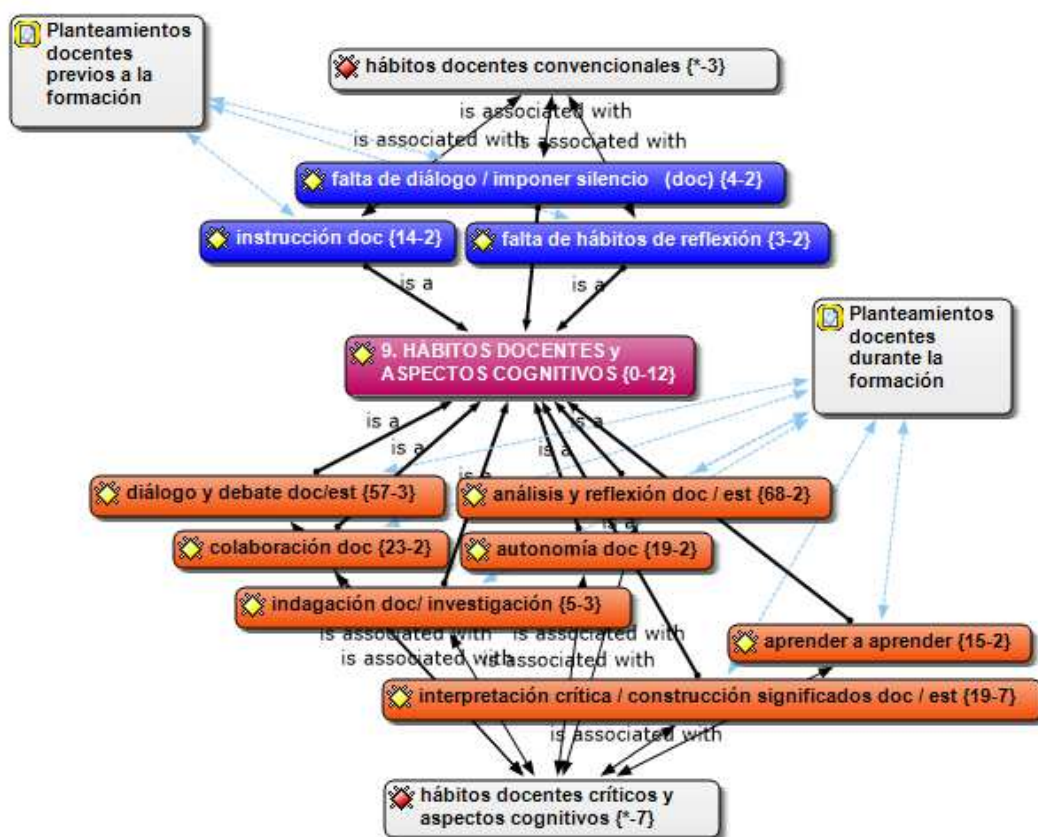 Planteamientos
docentes
previos a la
formación
hábitos docentes convencionales {*-3}
is associated with
is associated with
is associated with
falta de diálogo / imponer silencio (doc) {4-2}
instrucción doc {14-2}
falta de hábitos de reflexión {3-2}
is a
is a
Planteamientos
docentes
durante la
formación
9. HÁBITOS DOCENTES y
ASPECTOS COGNITIVOS {0-12}
is a
is a
is a
is a
is a
diálogo y debate doc/est {57-3}
análisis y reflexión doc / est {68-2}
is a
colaboración doc {23-2}
autonomía doc {19-2}
indagación doc/ investigación {5-3}
is associated with
is associated with
aprender a aprender {15-2}
is associated with
is associated with
interpretación crítica / construcción significados doc / est {19-7}
is associated with
hábitos docentes críticos y
aspectos cognitivos {*-7}